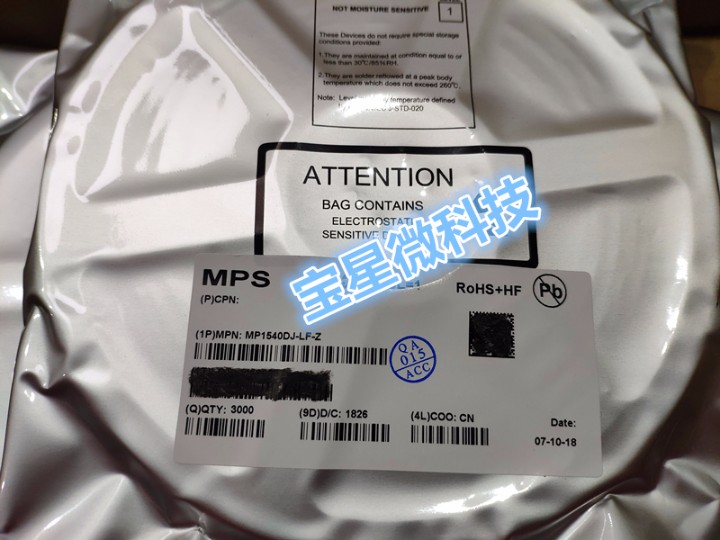 NOT MOISTURE SENSITIVE
1
These Devices do not require special storage
conditions provided:
1.They are maintained at condition equal to or
less than 30℃/85%RH.
2.They are solder reflowed at a peak body
temperature which does not exceed 260℃.
Note: Level temperature defined
STD-020
ATTENTION
BAG CONTAINS
ELECTROSTATI
SENSITIVE
宝星微科技
MPS
RoHS+HF
Pb
(P)CPN:
(1P)MPN: MP1540DJ-LF-Z
QA
015
ACC
(Q)QTY: 3000
(9D)D/C: 1826
(4L)COO: CN
Date:
07-10-18